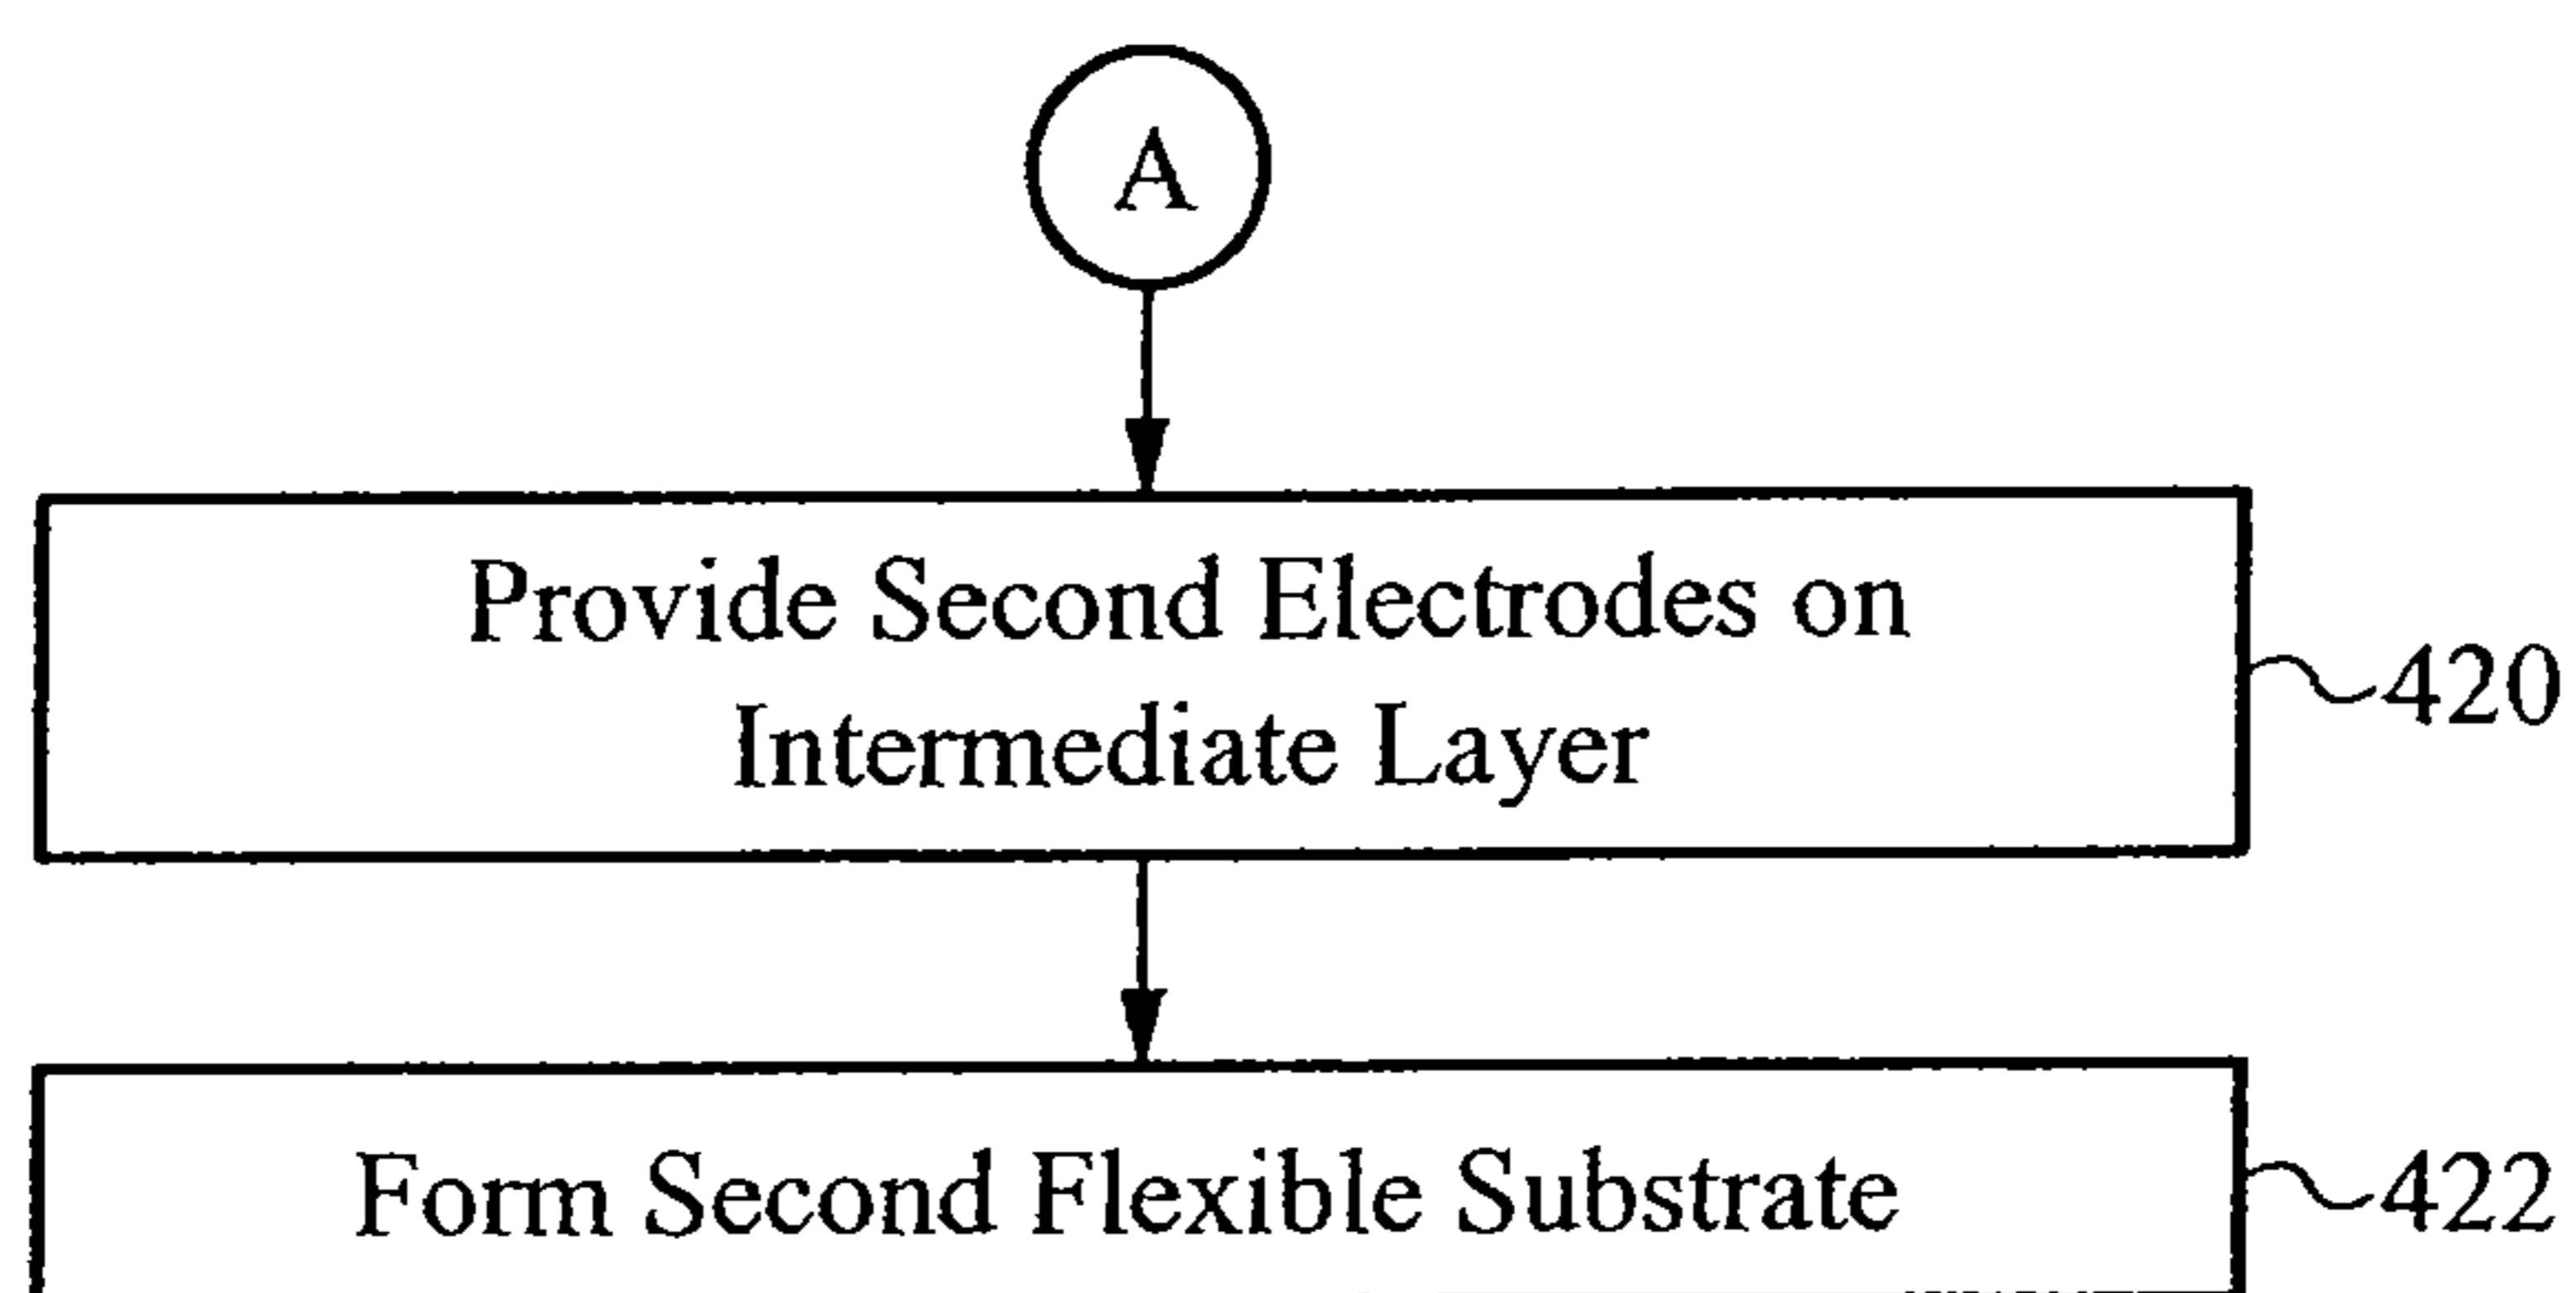 A
Provide Second Electrodes on
Intermediate Layer
420
Form Second Flexible Substrate
422